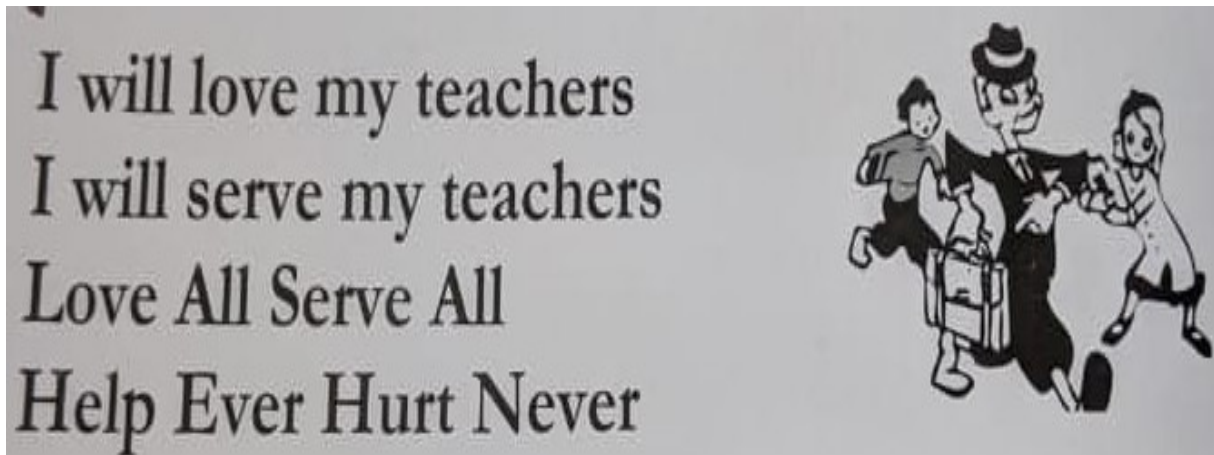 I will love my teachers
I will serve my teachers
Love All Serve All
Help Ever Hurt Never